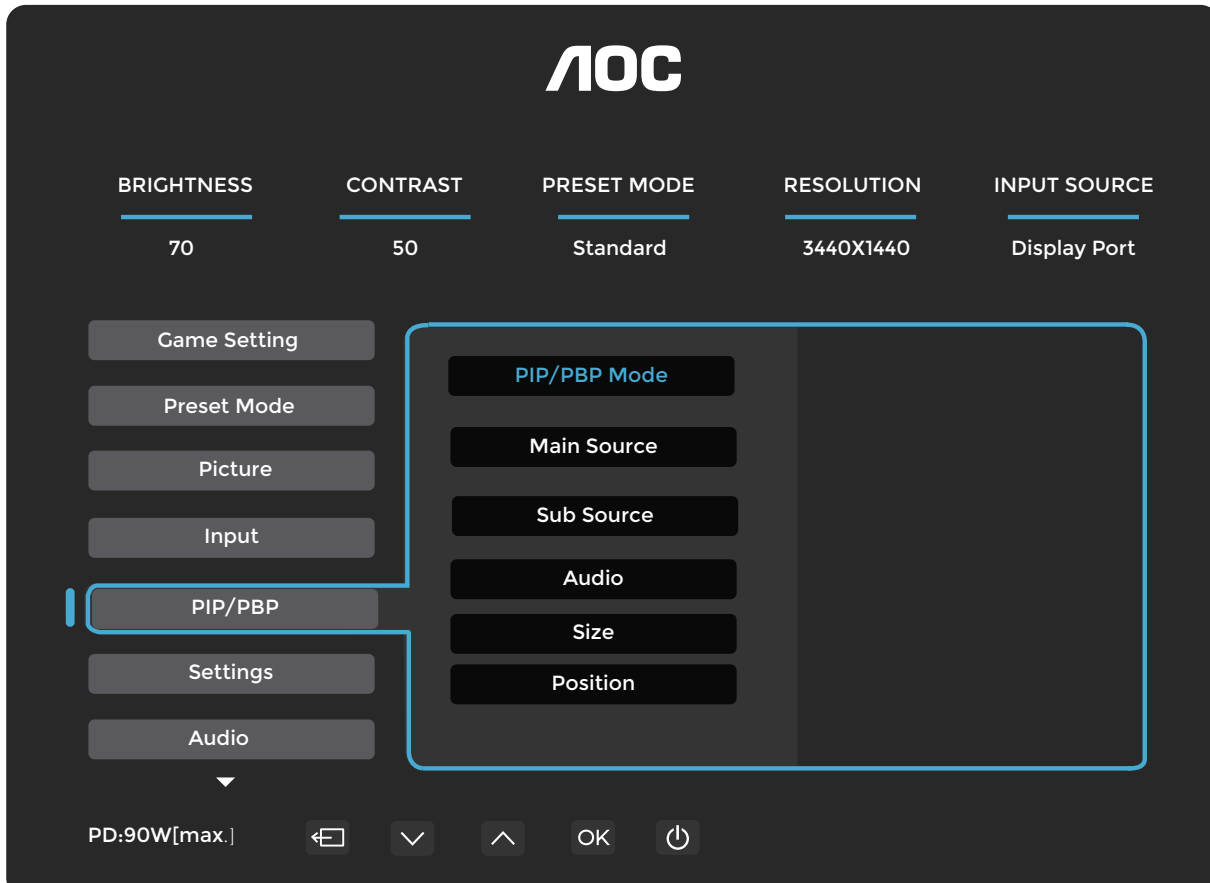 AOC
BRIGHTNESS CONTRAST PRESET MODE RESOLUTION INPUT SOURCE
70 50 Standard 3440X1440 Display Port
Game Setting
PIP/PBP Mode
Preset Mode
Main Source
Picture
Sub Source
Input
Audio
PIP/PBP
Size
Settings
Position
Audio
PD:90W[max.]
OK